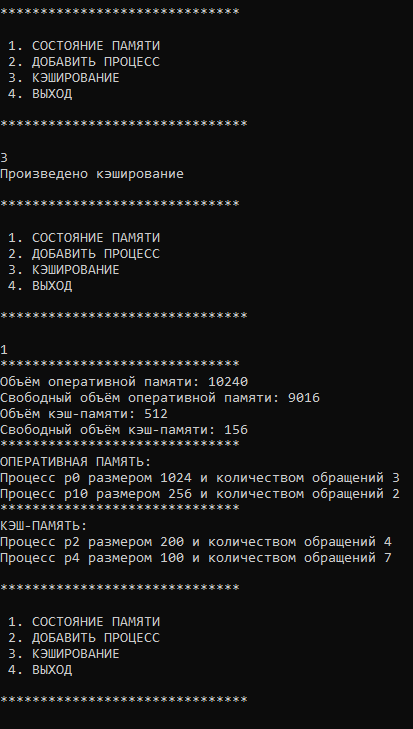 ******************************
1. СОСТОЯНИЕ ПАМЯТИ
2. ДОБАВИТЬ ПРОЦЕСС
3. КЭШИРОВАНИЕ
4. ВЫХОД
*******************************
3
Произведено кэширование
******************************
1. СОСТОЯНИЕ ПАМЯТИ
2. ДОБАВИТЬ ПРОЦЕСС
3. КЭШИРОВАНИЕ
4. ВЫХОД
*******************************
1
******************************
Объём оперативной памяти: 10240
Свободный объём оперативной памяти: 9016
Объём кэш-памяти: 512
Свободный объём кэш-памяти: 156
******************************
ОПЕРАТИВНАЯ ПАМЯТЬ:
Процесс p0 размером 1024 и количеством обращений 3
Процесс p10 размером 256 и количеством обращений 2
******************************
КЭШ-ПАМЯТЬ:
Процесс p2 размером 200 и количеством обращений 4
Процесс p4 размером 100 и количеством обращений 7
******************************
1. СОСТОЯНИЕ ПАМЯТИ
2. ДОБАВИТЬ ПРОЦЕСС
3. КЭШИРОВАНИЕ
4. ВЫХОД
*******************************